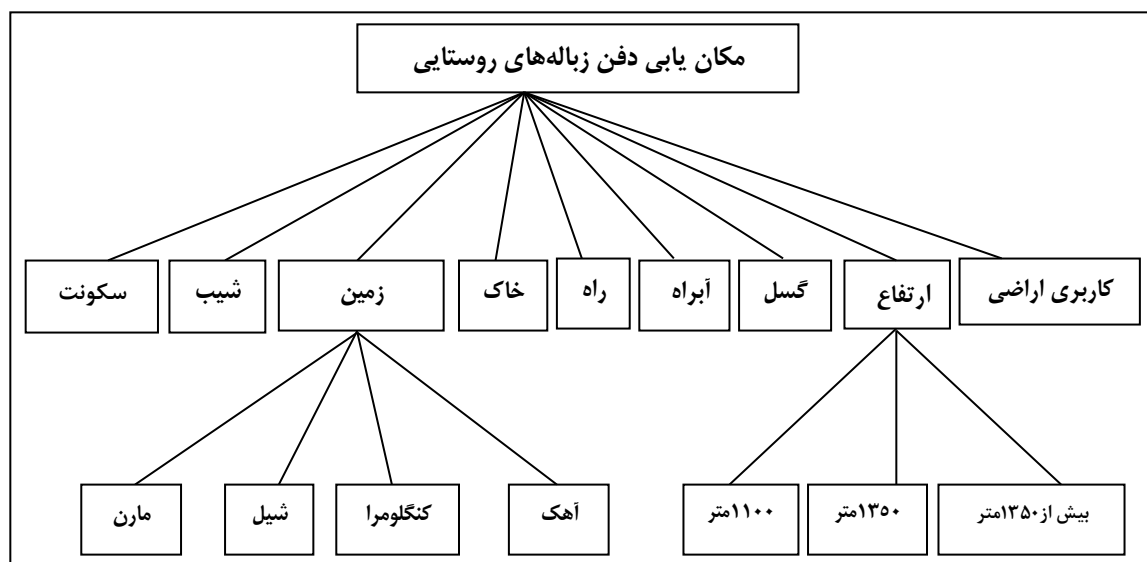 مکان یابی دفن زباله‌های روستایی
کاربری اراضی
ارتفاع
گسل
آبراه
راه
خاک
زمین
شیب
سکونت
بیش از۱۳۵۰متر
۱۳۵۰متر
۱۱۰۰متر
آهک
کنگلومرا
شیل
مارن